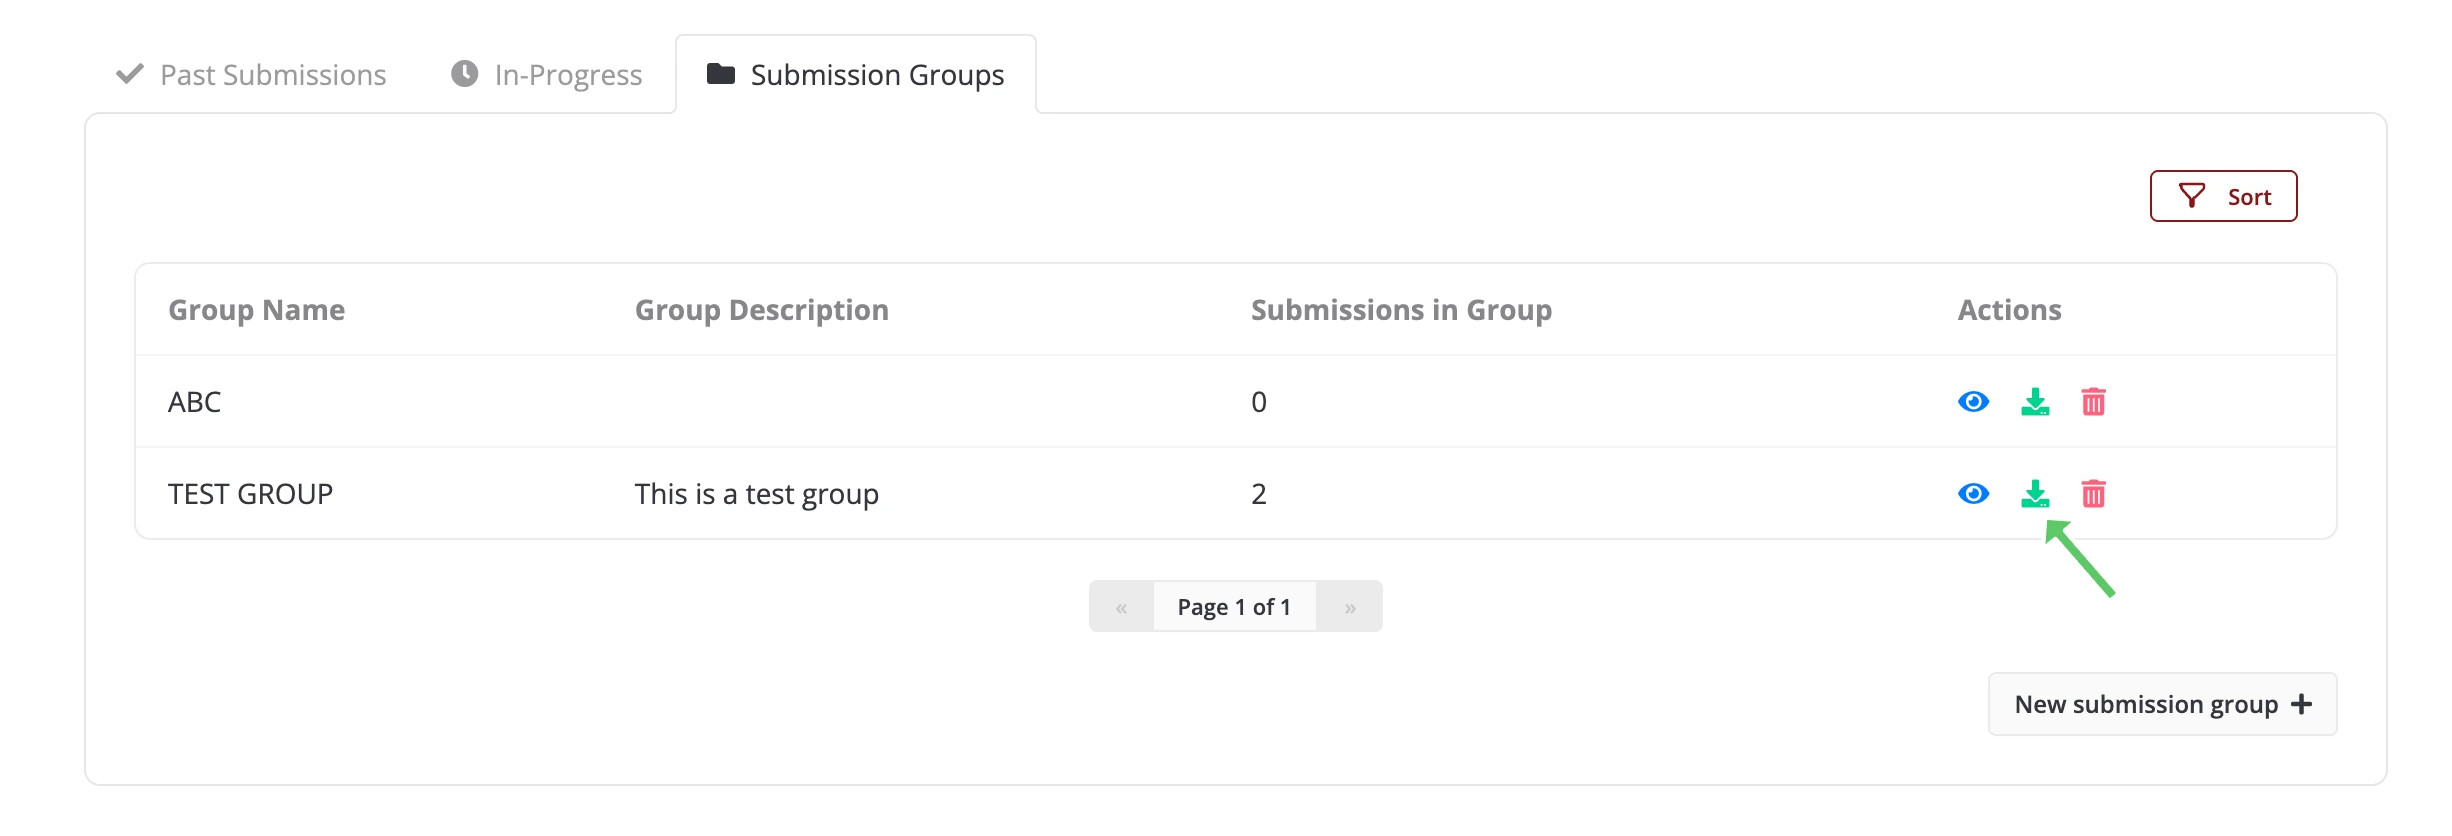 Past Submissions In-Progress Submission Groups
Sort
Group Name Group Description Submissions in Group Actions
ABC 0
TEST GROUP This is a test group 2
« Page 1 of 1 »
New submission group